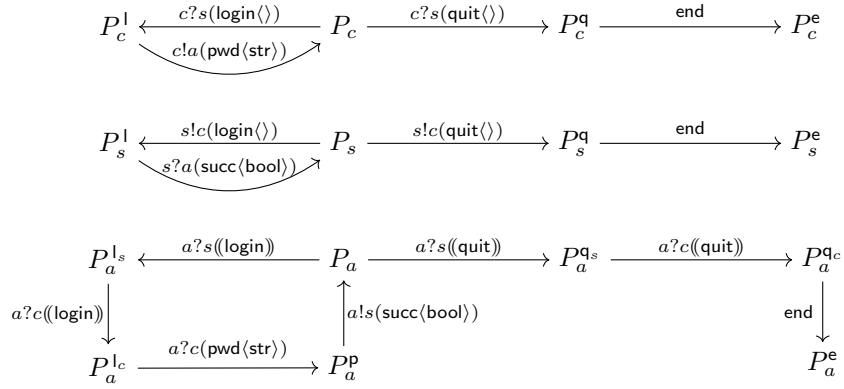 c?s(login⟨⟩) c?s(quit⟨⟩) end
P_c^l P_c P_c^q P_c^e
c!a(pwd⟨str⟩)
s!c(login⟨⟩) s!c(quit⟨⟩) end
P_s^l P_s P_s^q P_s^e
s?a(succ⟨bool⟩)
a?s⸨login⸩ a?s⸨quit⸩ a?c⸨quit⸩
P_a^{l_s} P_a P_a^{q_s} P_a^{q_c}
a?c⸨login⸩ a!s(succ⟨bool⟩) end
a?c(pwd⟨str⟩)
P_a^{l_c} P_a^p P_a^e